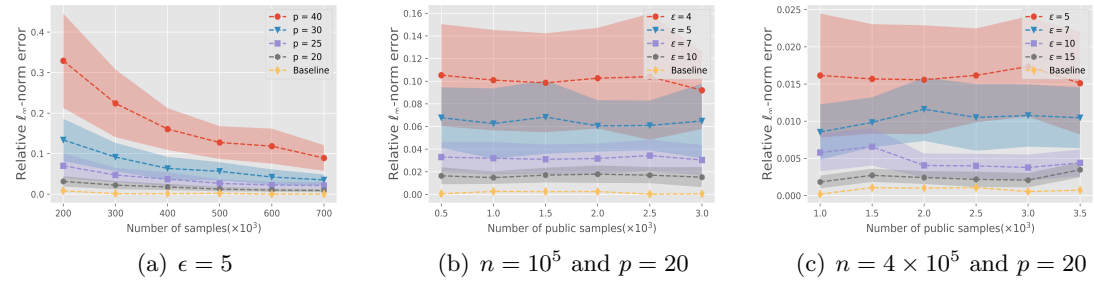 Relative ℓ∞-norm error
0.4
0.3
0.2
0.1
0.0
200 300 400 500 600 700
Number of samples(×10³)
p = 40
p = 30
p = 25
p = 20
Baseline
(a) ϵ = 5
Relative ℓ∞-norm error
0.16
0.14
0.12
0.10
0.08
0.06
0.04
0.02
0.00
0.5 1.0 1.5 2.0 2.5 3.0
Number of public samples(×10³)
ε = 4
ε = 5
ε = 7
ε = 10
Baseline
(b) n = 10⁵ and p = 20
Relative ℓ∞-norm error
0.025
0.020
0.015
0.010
0.005
0.000
1.0 1.5 2.0 2.5 3.0 3.5
Number of public samples(×10³)
ε = 5
ε = 7
ε = 10
ε = 15
Baseline
(c) n = 4 × 10⁵ and p = 20